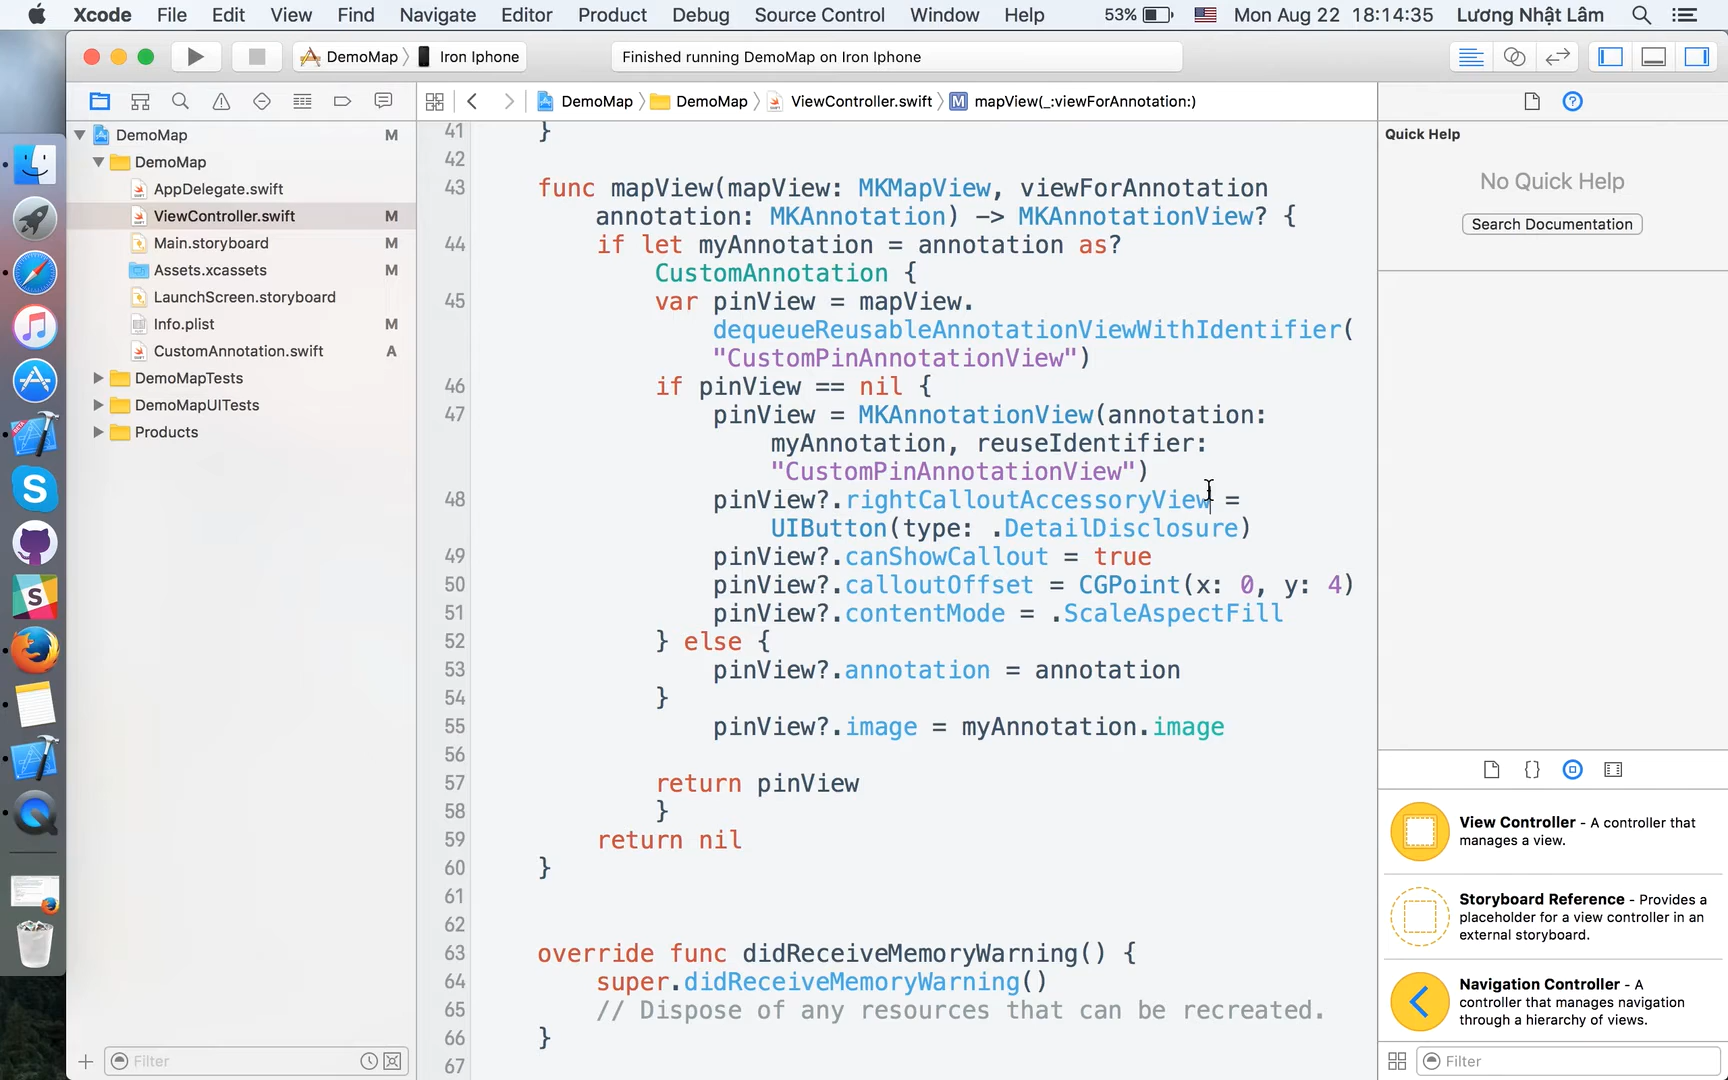 Xcode File Edit View Find Navigate Editor Product Debug Source Control Window Help 53% Mon Aug 22 18:14:35 Lương Nhật Lâm
DemoMap Iron Iphone Finished running DemoMap on Iron Iphone
DemoMap DemoMap ViewController.swift M mapView(_:viewForAnnotation:)
DemoMap M
DemoMap
AppDelegate.swift
ViewController.swift M
Main.storyboard M
Assets.xcassets M
LaunchScreen.storyboard
Info.plist M
CustomAnnotation.swift A
DemoMapTests
DemoMapUITests
Products
Filter
41 }
42
43 func mapView(mapView: MKMapView, viewForAnnotation
annotation: MKAnnotation) -> MKAnnotationView? {
44 if let myAnnotation = annotation as?
CustomAnnotation {
45 var pinView = mapView.
dequeueReusableAnnotationViewWithIdentifier(
"CustomPinAnnotationView")
46 if pinView == nil {
47 pinView = MKAnnotationView(annotation:
myAnnotation, reuseIdentifier:
"CustomPinAnnotationView")
48 pinView?.rightCalloutAccessoryView =
UIButton(type: .DetailDisclosure)
49 pinView?.canShowCallout = true
50 pinView?.calloutOffset = CGPoint(x: 0, y: 4)
51 pinView?.contentMode = .ScaleAspectFill
52 } else {
53 pinView?.annotation = annotation
54 }
55 pinView?.image = myAnnotation.image
56
57 return pinView
58 }
59 return nil
60 }
61
62
63 override func didReceiveMemoryWarning() {
64 super.didReceiveMemoryWarning()
65 // Dispose of any resources that can be recreated.
66 }
67
Quick Help
No Quick Help
Search Documentation
{}
View Controller - A controller that
manages a view.
Storyboard Reference - Provides a
placeholder for a view controller in an
external storyboard.
Navigation Controller - A
controller that manages navigation
through a hierarchy of views.
Filter